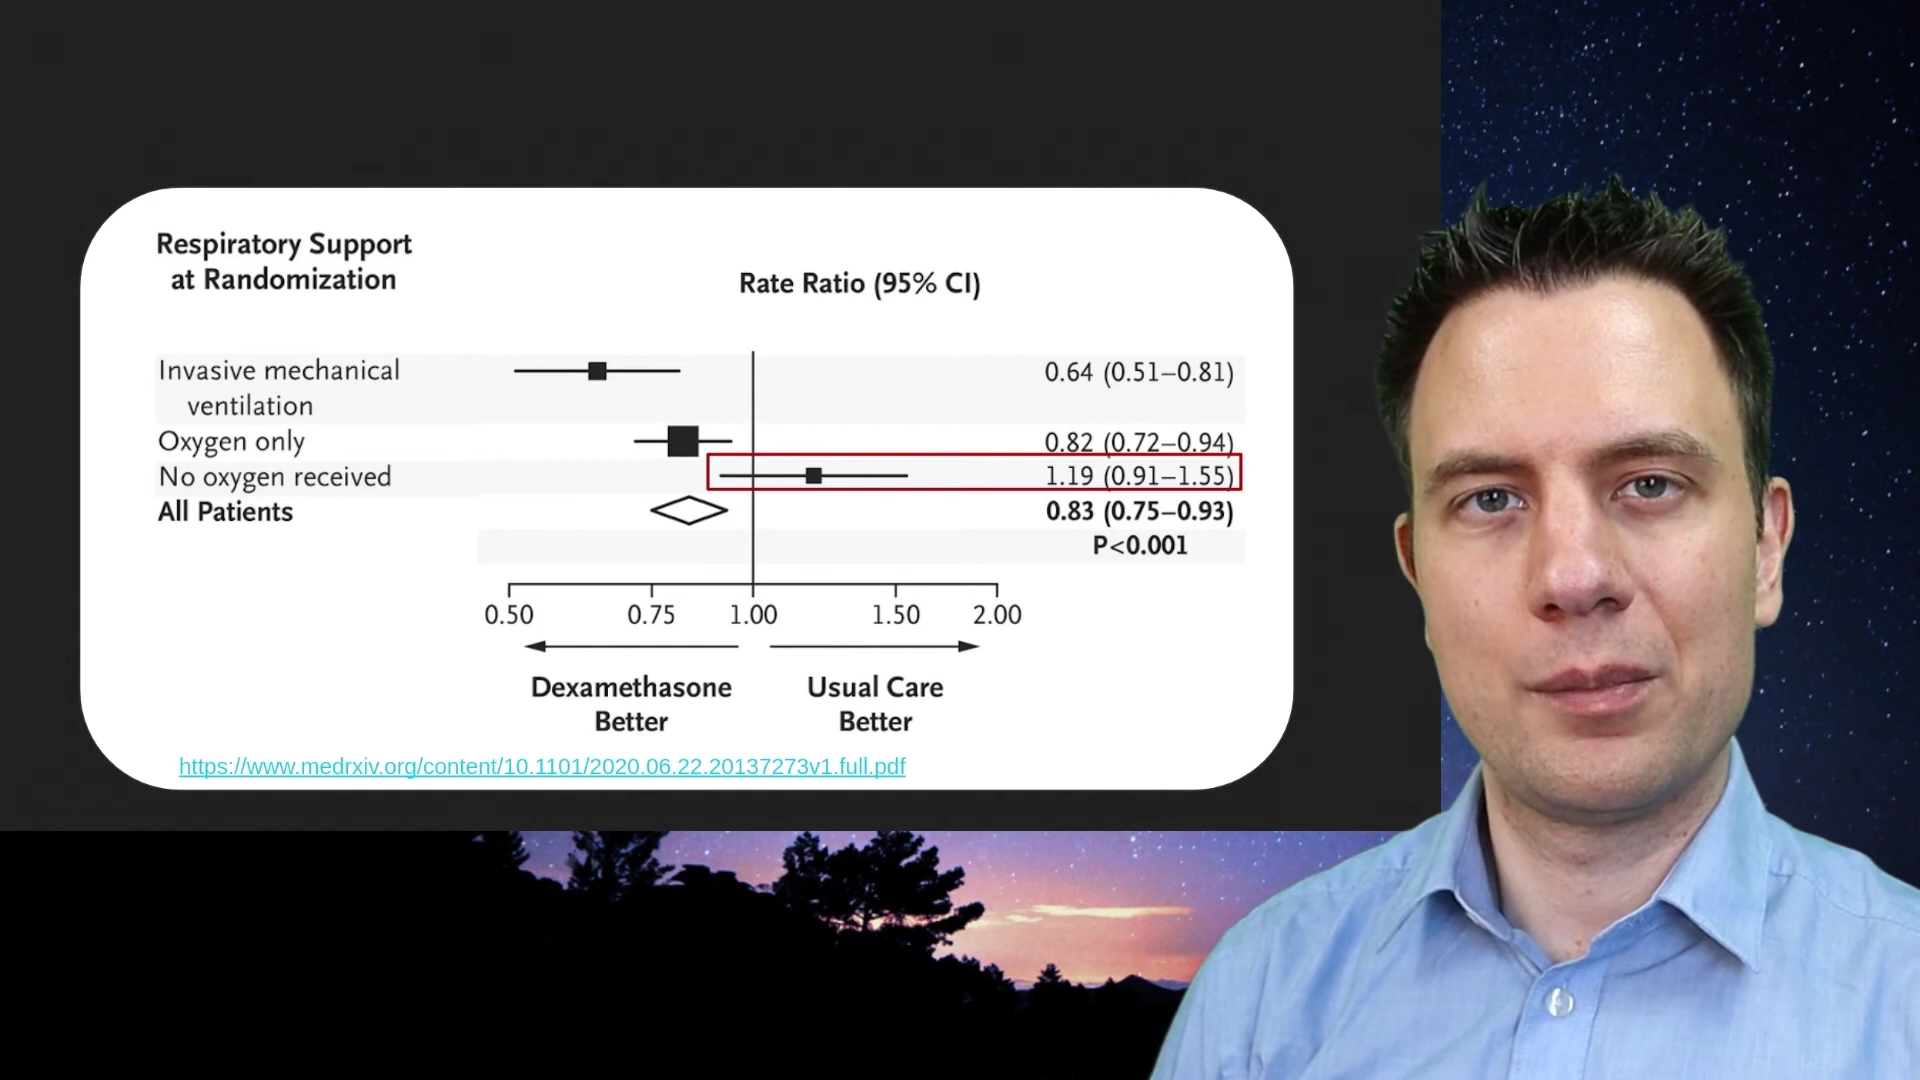 Respiratory Support
at Randomization
Rate Ratio (95% CI)
Invasive mechanical
ventilation
0.64 (0.51–0.81)
Oxygen only
0.82 (0.72–0.94)
No oxygen received
1.19 (0.91–1.55)
All Patients
0.83 (0.75–0.93)
P<0.001
0.50 0.75 1.00 1.50 2.00
Dexamethasone
Better
Usual Care
Better
https://www.medrxiv.org/content/10.1101/2020.06.22.20137273v1.full.pdf